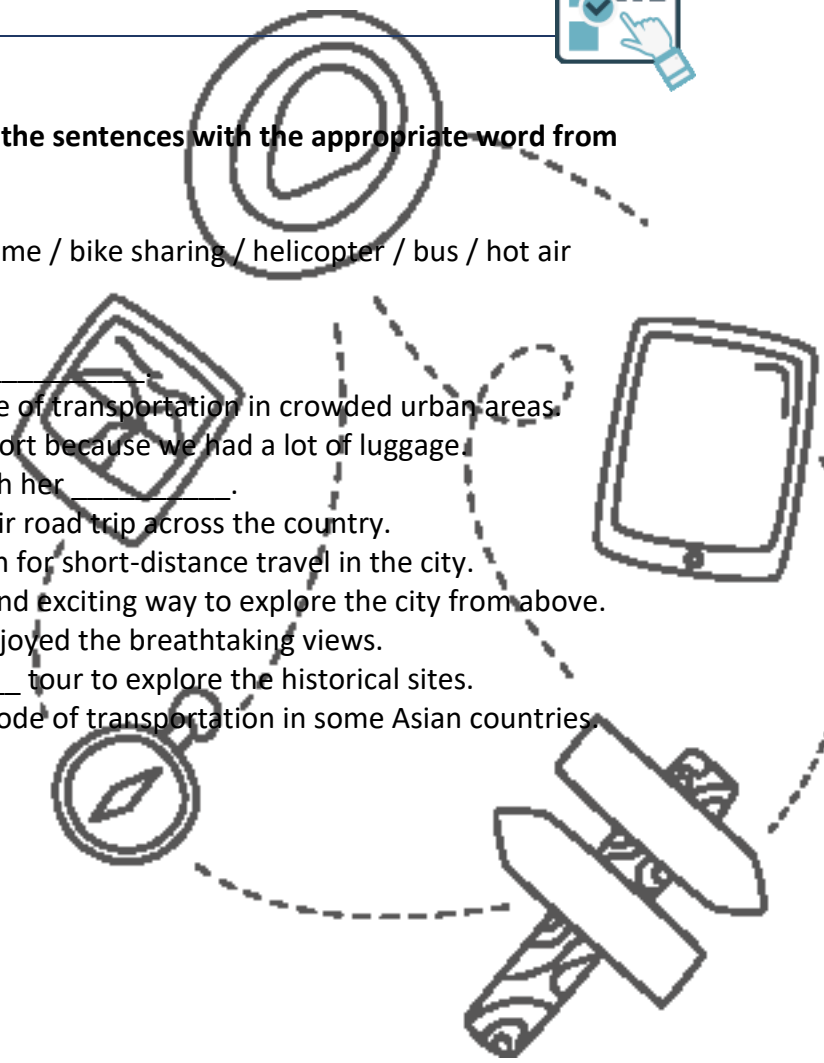 the sentences with the appropriate word from
me / bike sharing / helicopter / bus / hot air
__________.
e of transportation in crowded urban areas.
ort because we had a lot of luggage.
h her __________.
ir road trip across the country.
n for short-distance travel in the city.
nd exciting way to explore the city from above.
joyed the breathtaking views.
__ tour to explore the historical sites.
ode of transportation in some Asian countries.